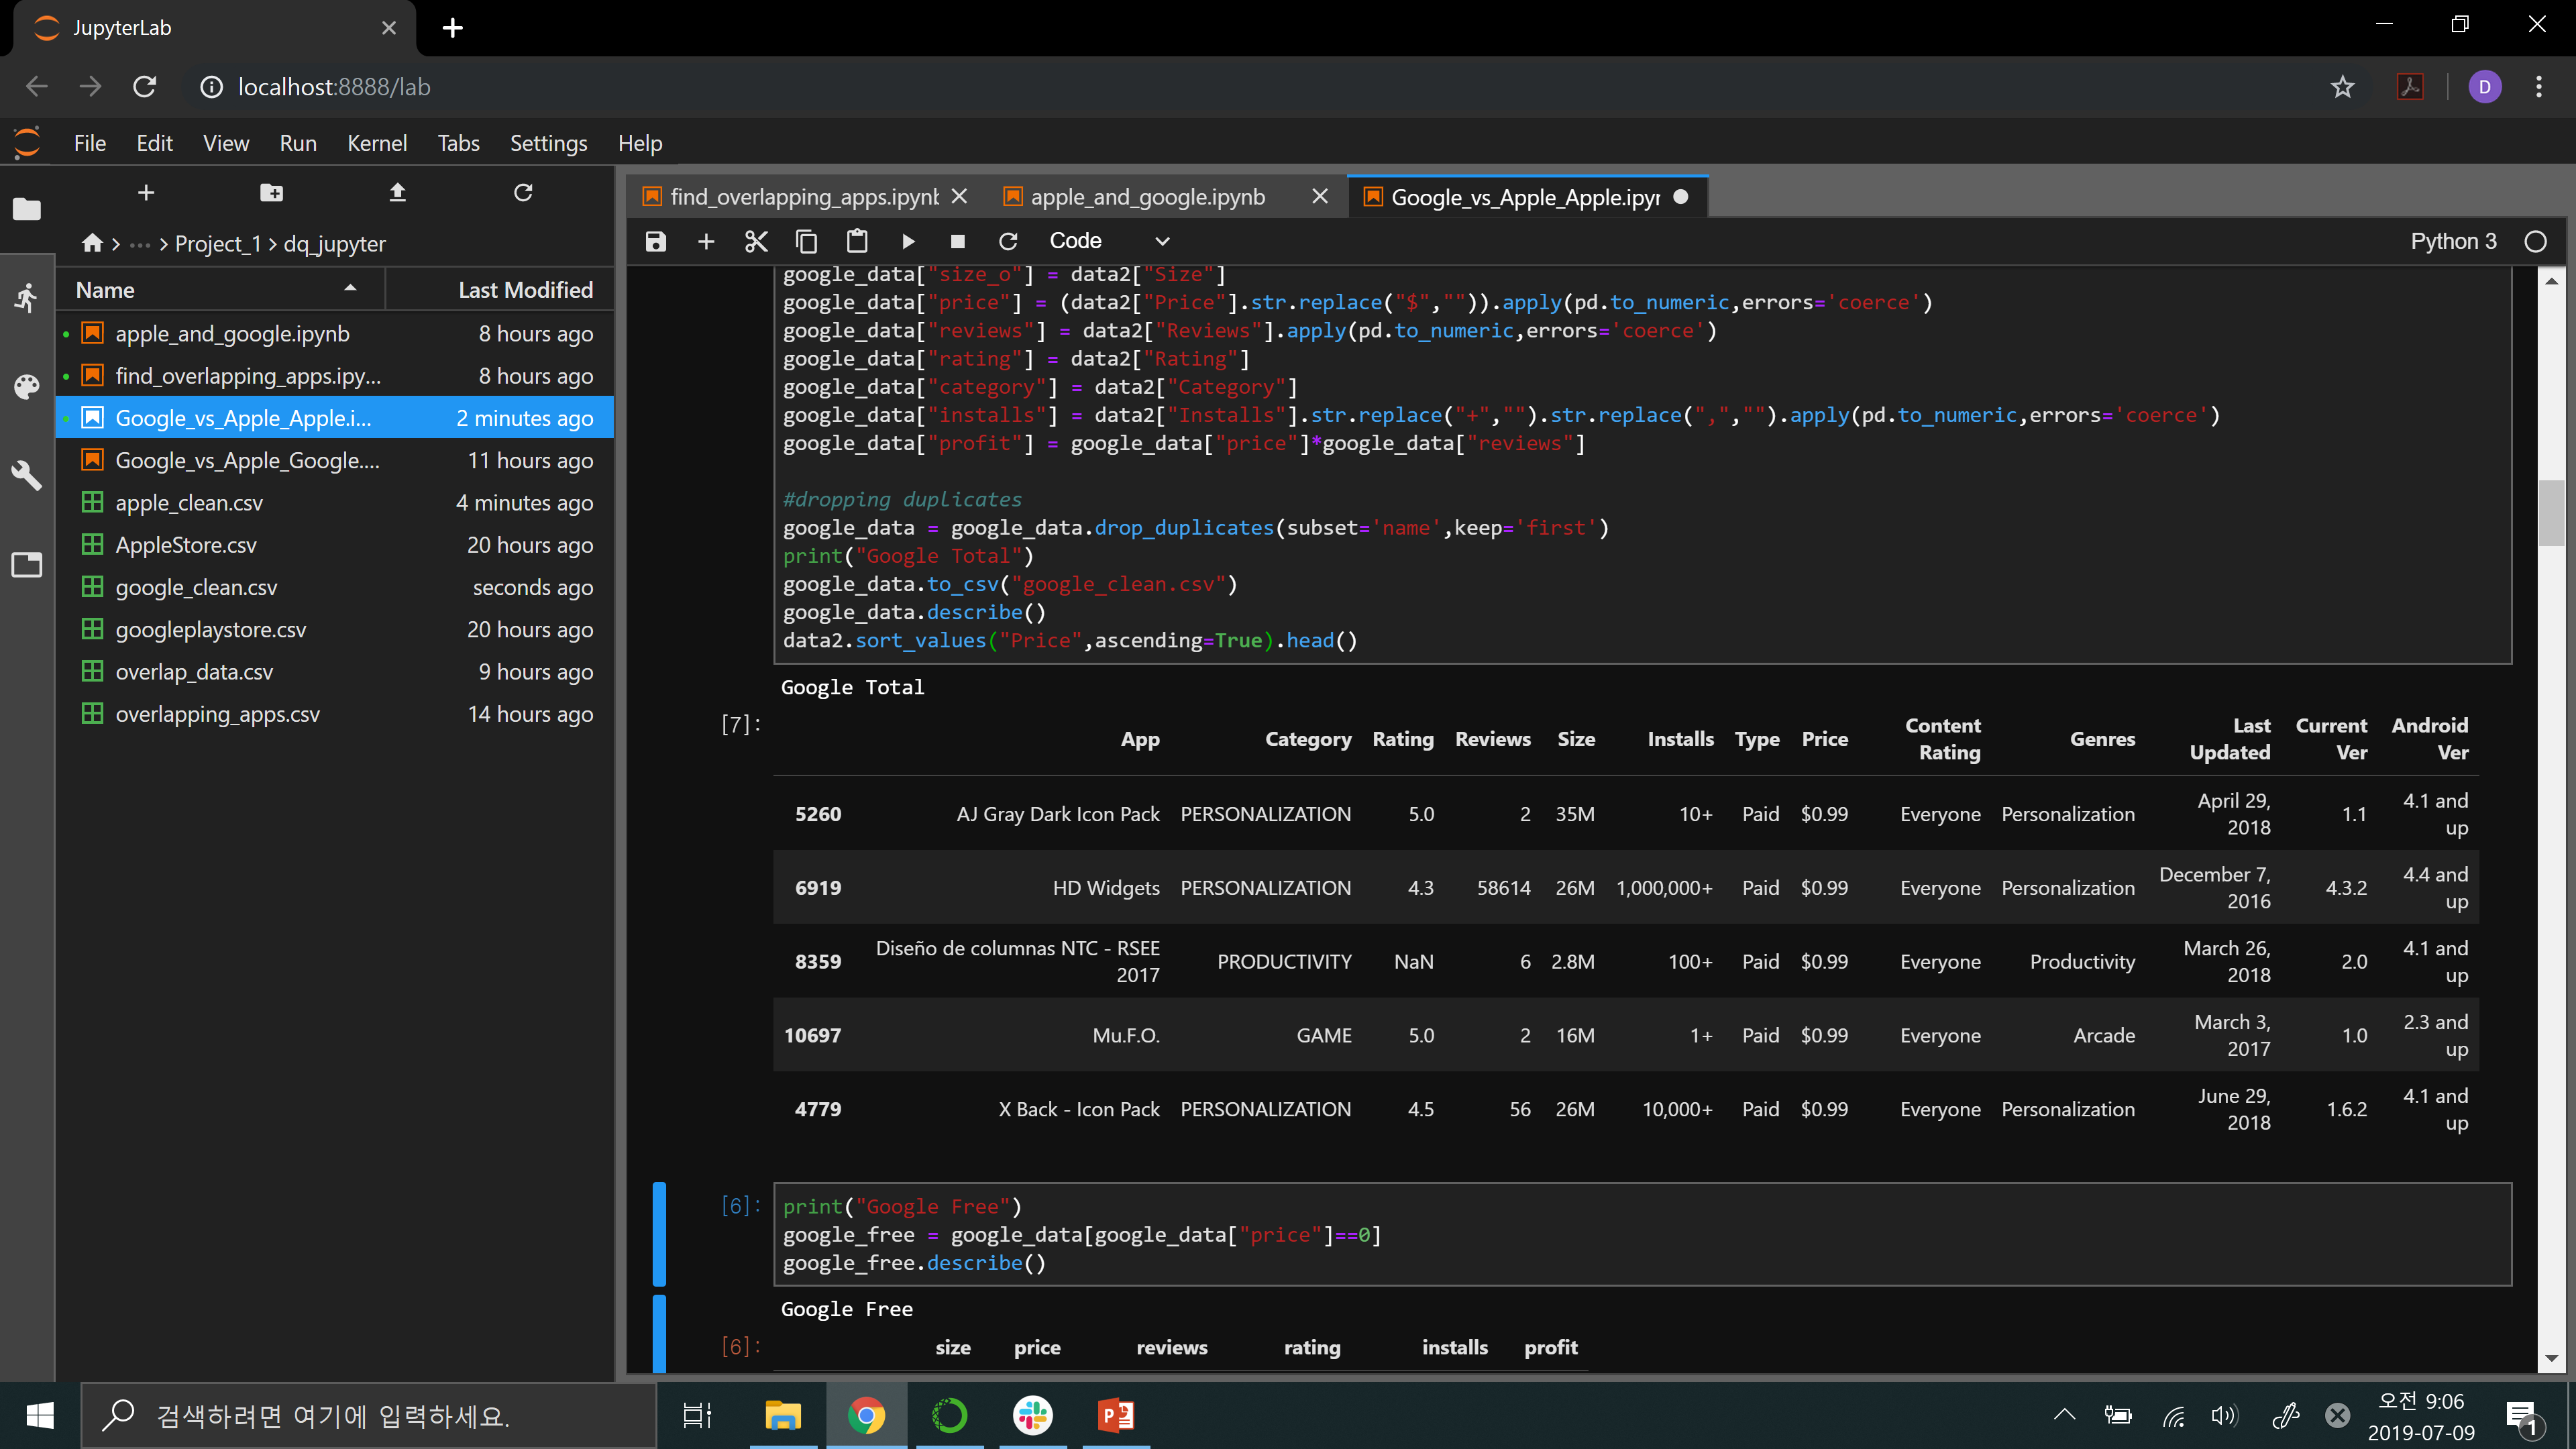 JupyterLab
localhost:8888/lab
D
File Edit View Run Kernel Tabs Settings Help
··· > Project_1 > dq_jupyter
Name Last Modified
apple_and_google.ipynb 8 hours ago
find_overlapping_apps.ipy... 8 hours ago
Google_vs_Apple_Apple.i... 2 minutes ago
Google_vs_Apple_Google.... 11 hours ago
apple_clean.csv 4 minutes ago
AppleStore.csv 20 hours ago
google_clean.csv seconds ago
googleplaystore.csv 20 hours ago
overlap_data.csv 9 hours ago
overlapping_apps.csv 14 hours ago
find_overlapping_apps.ipynb apple_and_google.ipynb Google_vs_Apple_Apple.ipyn
Code Python 3
google_data["size_o"] = data2["Size"]
google_data["price"] = (data2["Price"].str.replace("$","")).apply(pd.to_numeric,errors='coerce')
google_data["reviews"] = data2["Reviews"].apply(pd.to_numeric,errors='coerce')
google_data["rating"] = data2["Rating"]
google_data["category"] = data2["Category"]
google_data["installs"] = data2["Installs"].str.replace("+","").str.replace(",","").apply(pd.to_numeric,errors='coerce')
google_data["profit"] = google_data["price"]*google_data["reviews"]
#dropping duplicates
google_data = google_data.drop_duplicates(subset='name',keep='first')
print("Google Total")
google_data.to_csv("google_clean.csv")
google_data.describe()
data2.sort_values("Price",ascending=True).head()
Google Total
[7]:
App Category Rating Reviews Size Installs Type Price Content Rating Genres Last Updated Current Ver Android Ver
5260 AJ Gray Dark Icon Pack PERSONALIZATION 5.0 2 35M 10+ Paid $0.99 Everyone Personalization April 29, 2018 1.1 4.1 and up
6919 HD Widgets PERSONALIZATION 4.3 58614 26M 1,000,000+ Paid $0.99 Everyone Personalization December 7, 2016 4.3.2 4.4 and up
8359 Diseño de columnas NTC - RSEE 2017 PRODUCTIVITY NaN 6 2.8M 100+ Paid $0.99 Everyone Productivity March 26, 2018 2.0 4.1 and up
10697 Mu.F.O. GAME 5.0 2 16M 1+ Paid $0.99 Everyone Arcade March 3, 2017 1.0 2.3 and up
4779 X Back - Icon Pack PERSONALIZATION 4.5 56 26M 10,000+ Paid $0.99 Everyone Personalization June 29, 2018 1.6.2 4.1 and up
[6]: print("Google Free")
google_free = google_data[google_data["price"]==0]
google_free.describe()
Google Free
[6]: size price reviews rating installs profit
검색하려면 여기에 입력하세요.
오전 9:06
2019-07-09
1